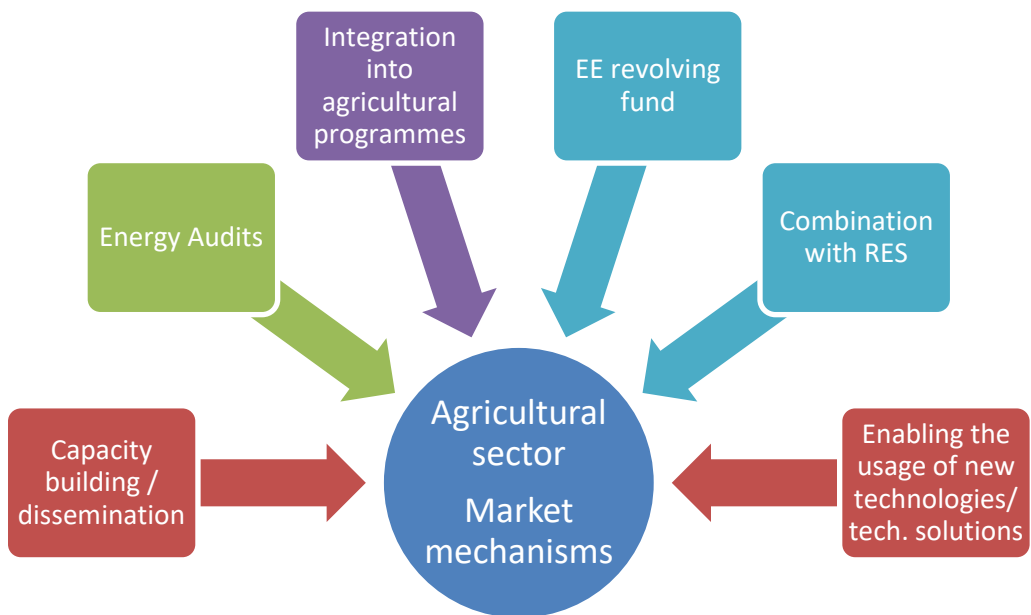 Integration
into
agricultural
programmes
EE revolving
fund
Energy Audits
Combination
with RES
Capacity
building /
dissemination
Agricultural
sector
Market
mechanisms
Enabling the
usage of new
technologies/
tech. solutions